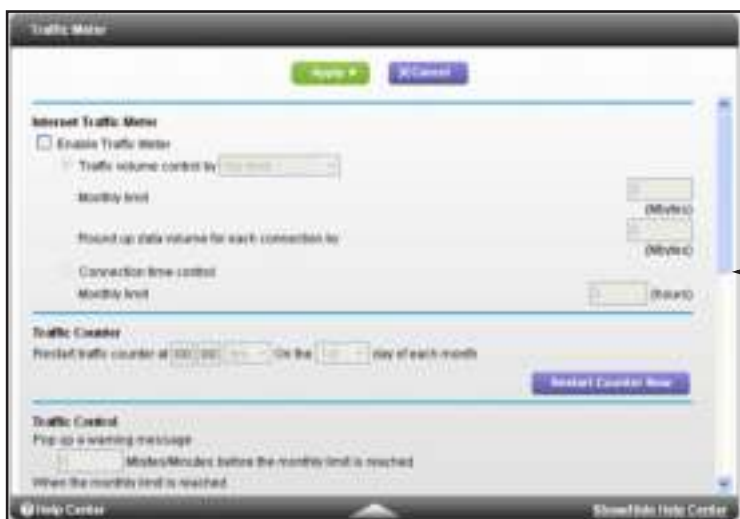 Traffic Meter
Apply
Cancel
Internet Traffic Meter
Enable Traffic Meter
Traffic volume control by
Monthly limit
(Mbytes)
Round up data volume for each connection by
(Mbytes)
Connection time control
Monthly limit
(hours)
Traffic Counter
Restart traffic counter at On the day of each month
Restart Counter Now
Traffic Control
Pop up a warning message
Mbytes/Minutes before the monthly limit is reached
When the monthly limit is reached
Help Center
Show/Hide Help Center